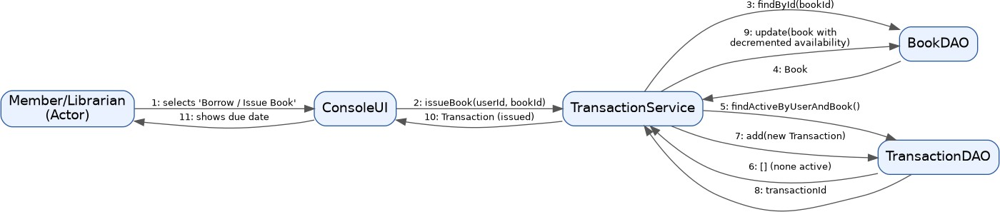 3: findById(bookId)
9: update(book with
decremented availability)
BookDAO
4: Book
Member/Librarian
(Actor)
1: selects 'Borrow / Issue Book'
11: shows due date
ConsoleUI
2: issueBook(userId, bookId)
10: Transaction (issued)
TransactionService
5: findActiveByUserAndBook()
7: add(new Transaction)
TransactionDAO
6: [] (none active)
8: transactionId